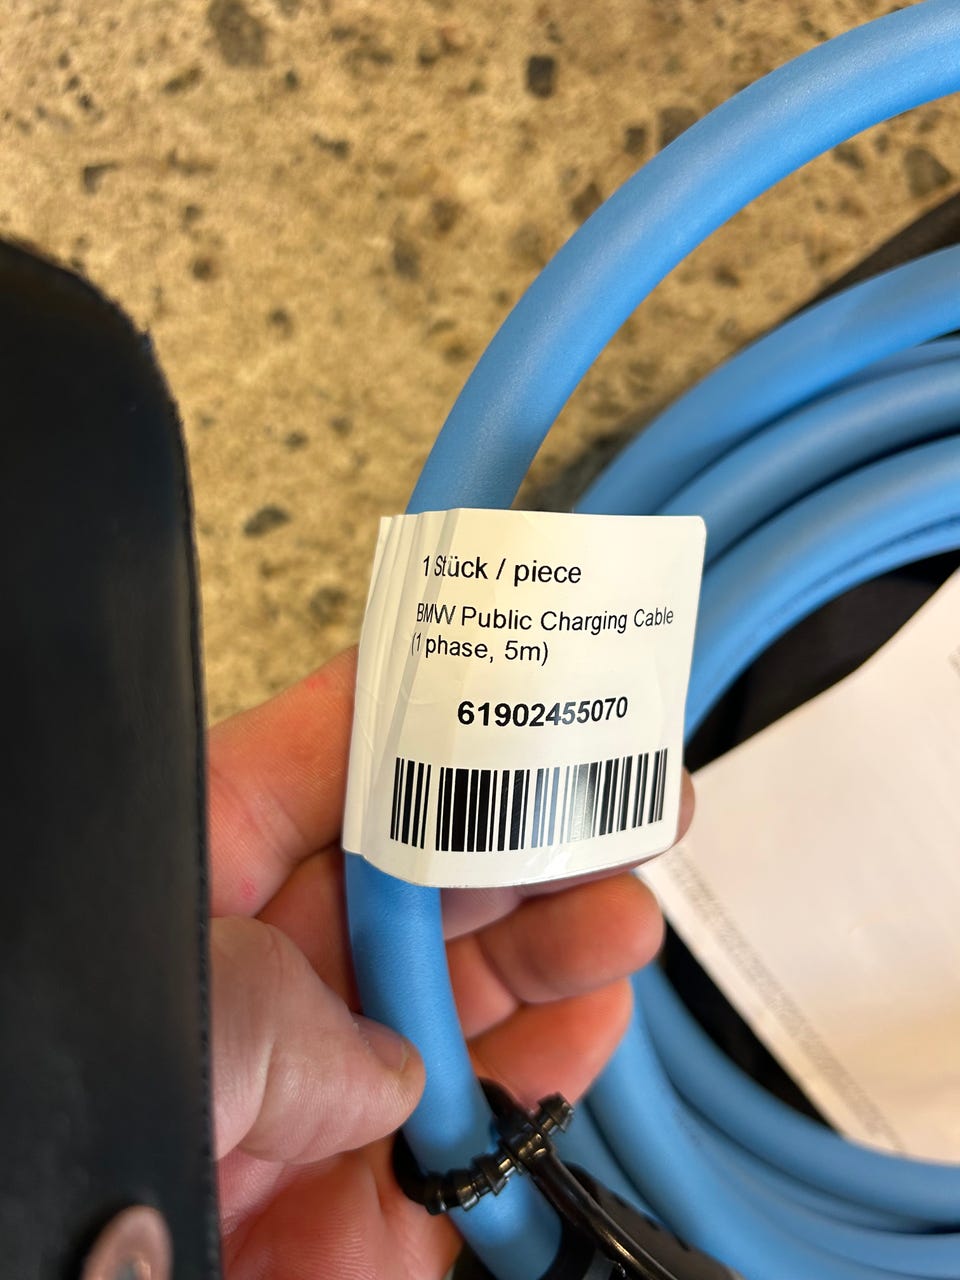 1 Stück / piece
BMW Public Charging Cable
(1 phase, 5m)
61902455070